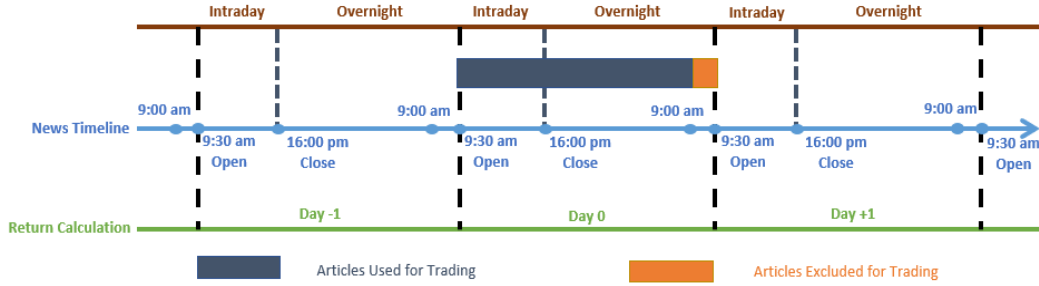 Intraday Overnight Intraday Overnight Intraday Overnight
9:00 am 9:00 am 9:00 am 9:00 am
News Timeline
9:30 am 16:00 pm 9:30 am 16:00 pm 9:30 am 16:00 pm 9:30 am
Open Close Open Close Open Close Open
Day -1 Day 0 Day +1
Return Calculation
Articles Used for Trading Articles Excluded for Trading